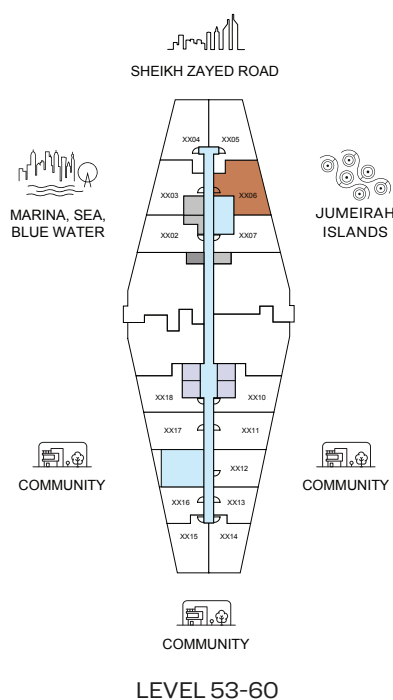 SHEIKH ZAYED ROAD
XX04
XX05
XX03
XX06
MARINA, SEA,
BLUE WATER
JUMEIRAH
ISLANDS
XX02
XX07
XX18
XX10
XX17
XX11
XX12
COMMUNITY
COMMUNITY
XX16
XX13
XX15
XX14
COMMUNITY
LEVEL 53-60